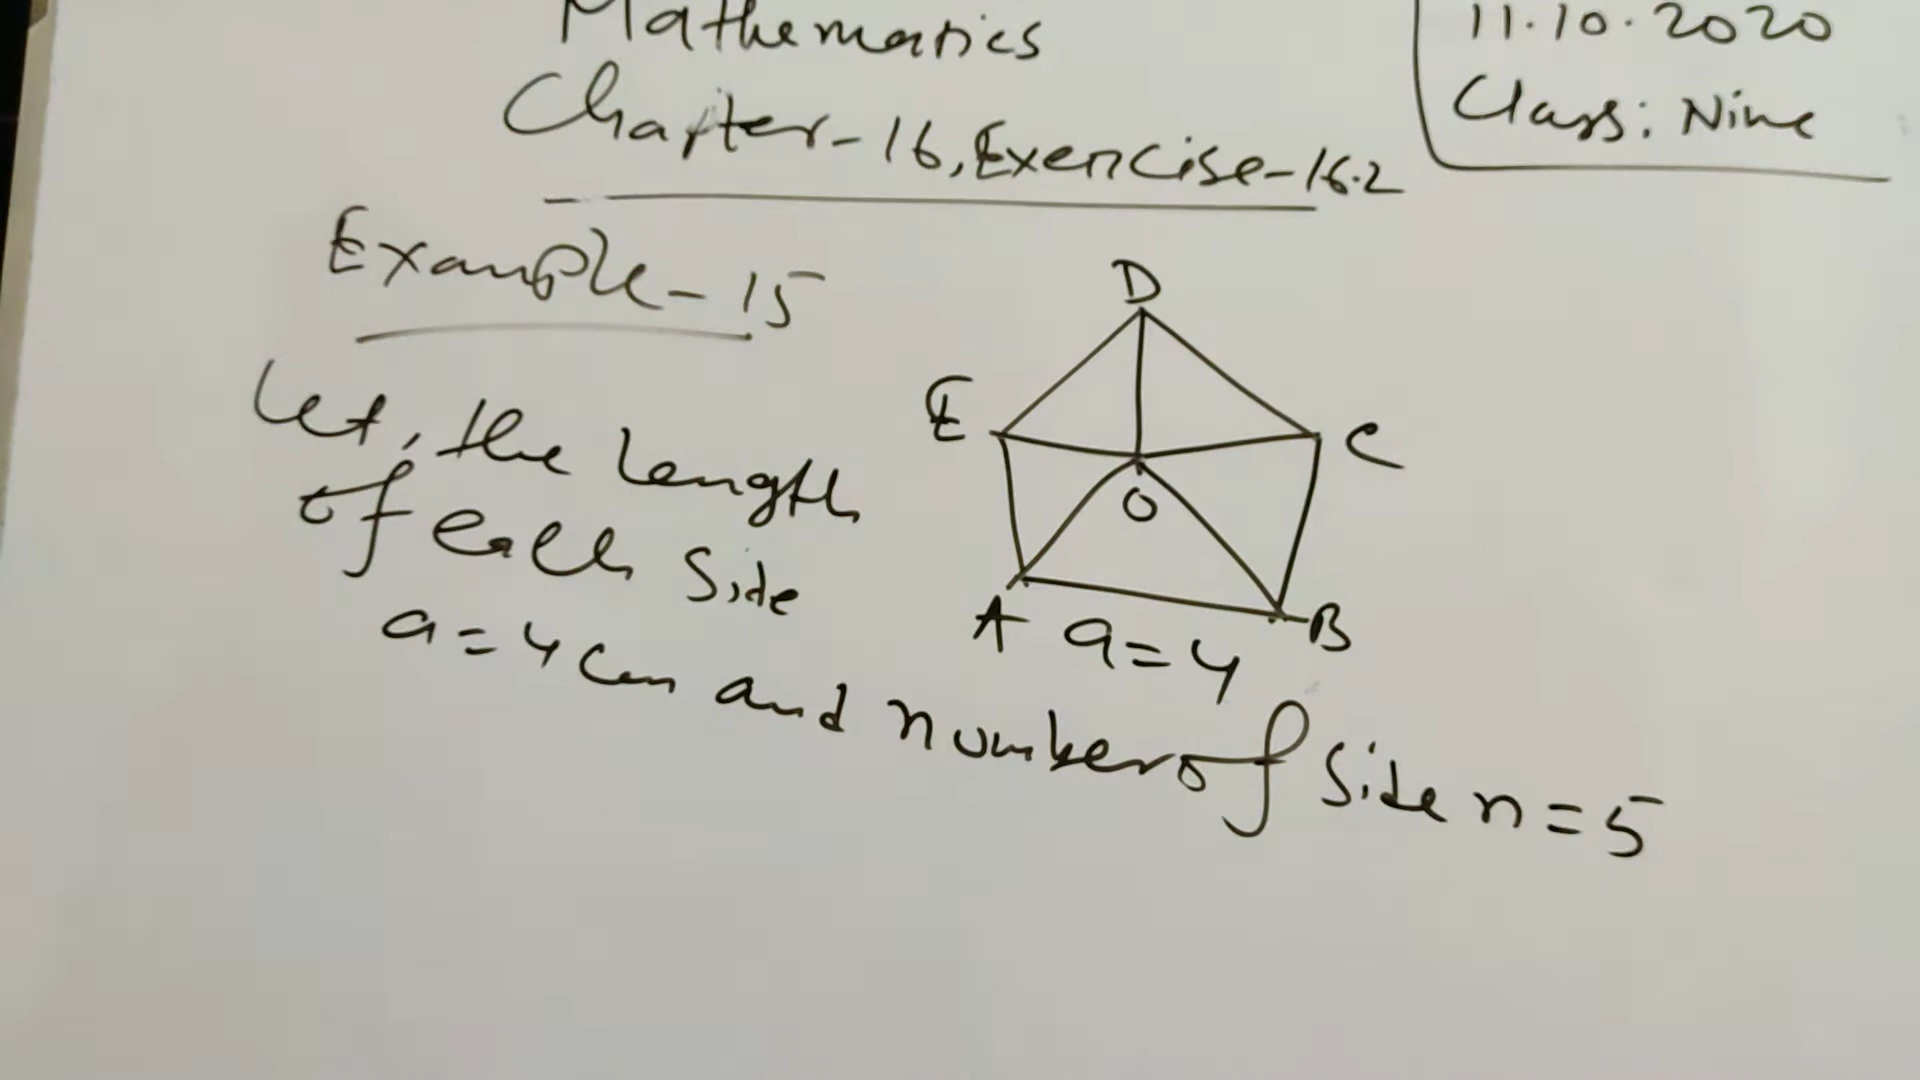 Mathematics
Chapter-16, Exercise-16.2
11.10.2020
Class: Nine
Example-15
Let, the length
of each side
a=4cm and number of side n=5
D
E
C
O
A
B
a=4